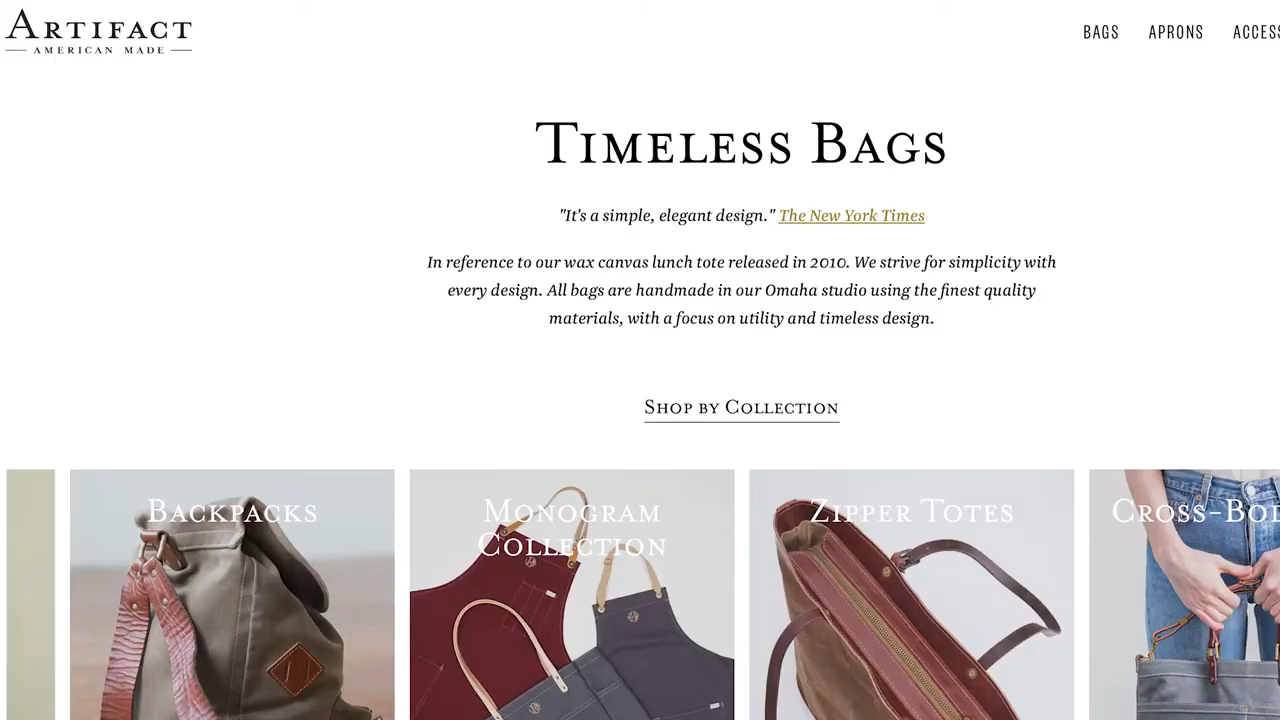 ARTIFACT
AMERICAN MADE
BAGS APRONS ACCESS
TIMELESS BAGS
"It's a simple, elegant design." The New York Times
In reference to our wax canvas lunch tote released in 2010. We strive for simplicity with
every design. All bags are handmade in our Omaha studio using the finest quality
materials, with a focus on utility and timeless design.
SHOP BY COLLECTION
BACKPACKS
MONOGRAM
COLLECTION
ZIPPER TOTES
CROSS-BOD